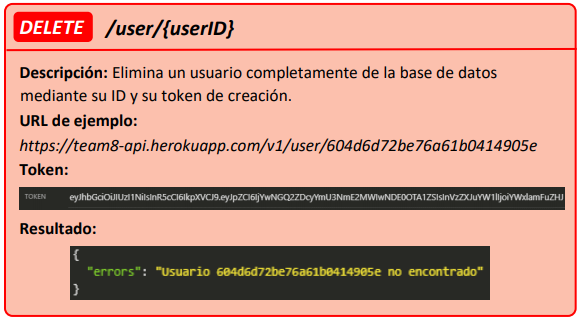 DELETE /user/{userID}
Descripción: Elimina un usuario completamente de la base de datos
mediante su ID y su token de creación.
URL de ejemplo:
https://team8-api.herokuapp.com/v1/user/604d6d72be76a61b0414905e
Token:
TOKEN eyJhbGciOiJIUzI1NiIsInR5cCI6IkpXVCJ9.eyJpZCI6IjYwNGQ2ZDcyYmU3NmE2MWIwNDE0OTA1ZSIsInVzZXJuYW1lIjoiYWxlamFuZHJ
Resultado:
{
"errors": "Usuario 604d6d72be76a61b0414905e no encontrado"
}